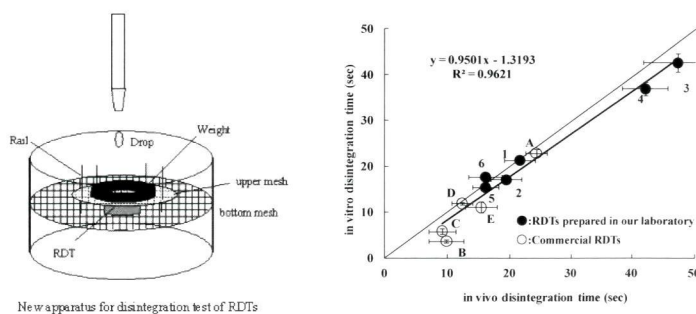 Drop
Weight
Rail
upper mesh
bottom mesh
RDT
New apparatus for disintegration test of RDTs
in vitro disintegration time (sec)
50
40
30
20
10
0
y = 0.9501x - 1.3193
R² = 0.9621
3
4
A
1
6
2
5
D
E
C
B
●:RDTs prepared in our laboratory
○:Commercial RDTs
0 10 20 30 40 50
in vivo disintegration time (sec)